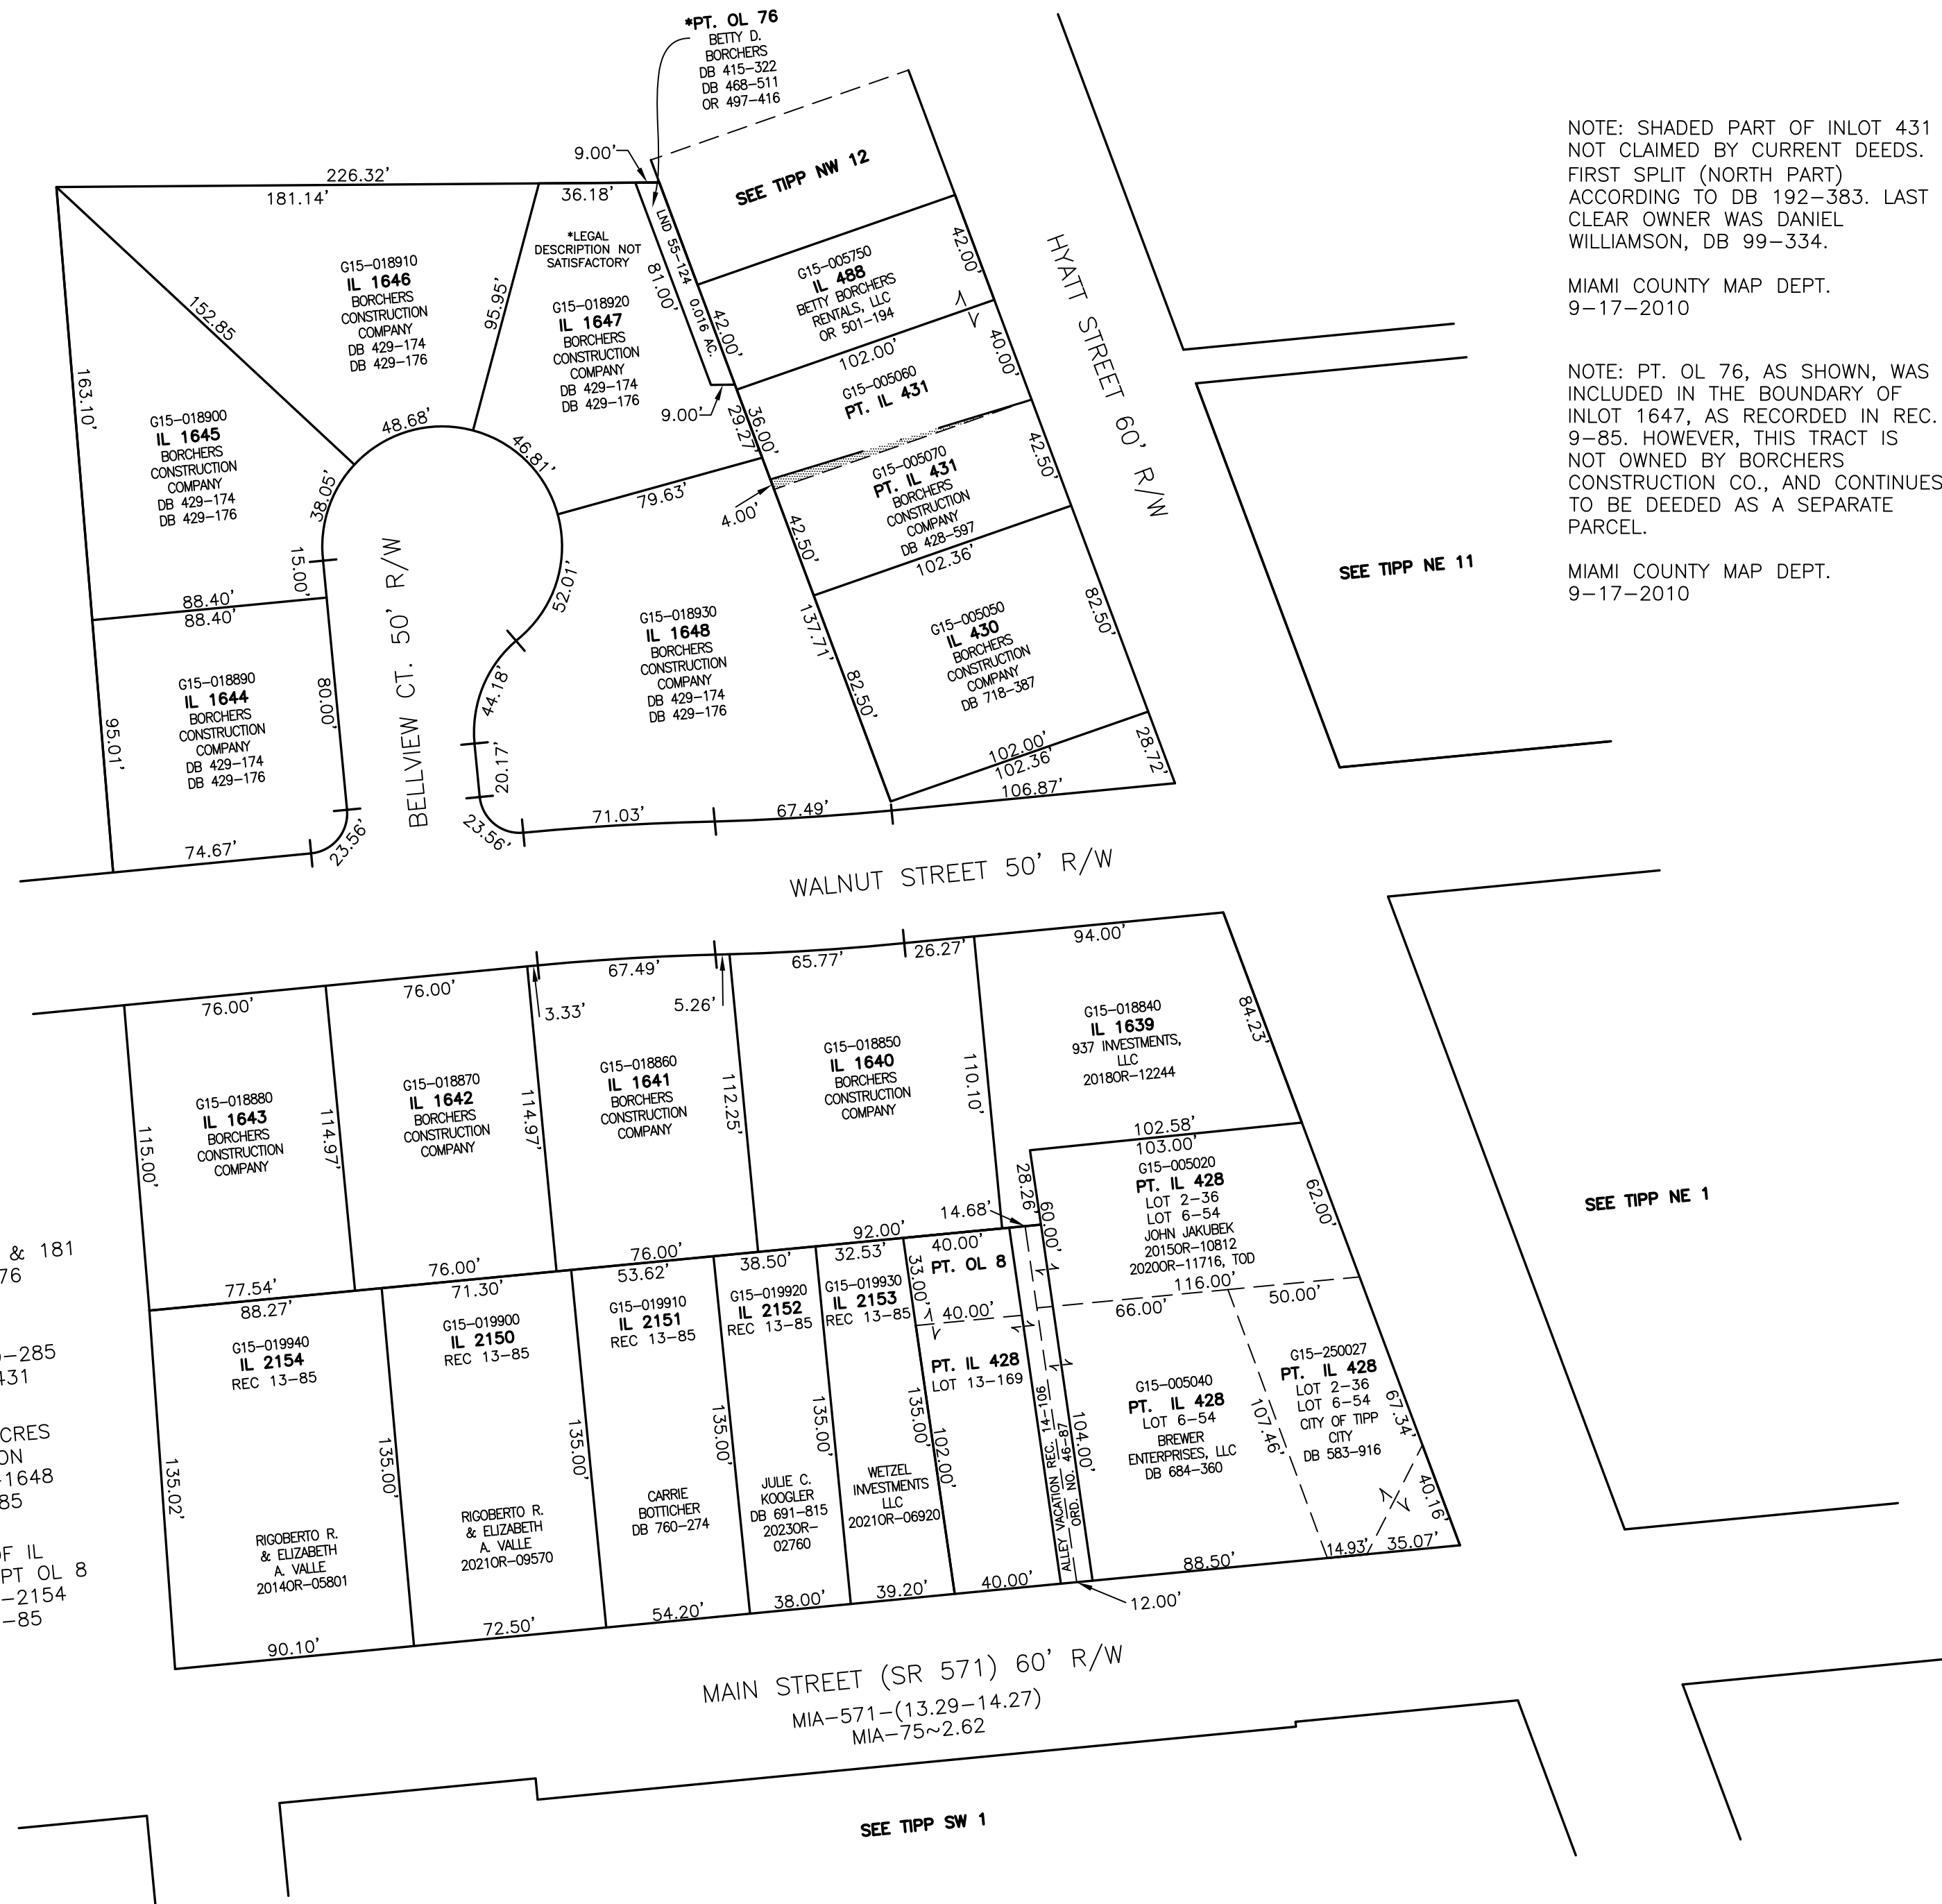 *PT. OL 76
BETTY D.
BORCHERS
DB 415-322
DB 468-511
OR 497-416
NOTE: SHADED PART OF INLOT 431
NOT CLAIMED BY CURRENT DEEDS.
FIRST SPLIT (NORTH PART)
ACCORDING TO DB 192-383. LAST
CLEAR OWNER WAS DANIEL
WILLIAMSON, DB 99-334.
MIAMI COUNTY MAP DEPT.
9-17-2010
NOTE: PT. OL 76, AS SHOWN, WAS
INCLUDED IN THE BOUNDARY OF
INLOT 1647, AS RECORDED IN REC.
9-85. HOWEVER, THIS TRACT IS
NOT OWNED BY BORCHERS
CONSTRUCTION CO., AND CONTINUES
TO BE DEEDED AS A SEPARATE
PARCEL.
MIAMI COUNTY MAP DEPT.
9-17-2010
9.00'
226.32'
181.14'
36.18'
SEE TIPP NW 12
*LEGAL
DESCRIPTION NOT
SATISFACTORY
LND 55-124 0.016 AC.
81.00'
42.00'
9.00'
G15-018910
IL 1646
BORCHERS
CONSTRUCTION
COMPANY
DB 429-174
DB 429-176
152.85
95.95'
G15-018920
IL 1647
BORCHERS
CONSTRUCTION
COMPANY
DB 429-174
DB 429-176
G15-005750
IL 488
BETTY BORCHERS
RENTALS, LLC
OR 501-194
42.00'
102.00'
40.00'
G15-005060
PT. IL 431
HYATT STREET 60' R/W
163.10'
G15-018900
IL 1645
BORCHERS
CONSTRUCTION
COMPANY
DB 429-174
DB 429-176
48.68'
46.81'
38.05'
15.00'
88.40'
88.40'
29.27'
36.00'
79.63'
4.00'
G15-005070
PT. IL 431
BORCHERS
CONSTRUCTION
COMPANY
DB 428-597
42.50'
42.50'
102.36'
SEE TIPP NE 11
52.01'
BELLVIEW CT. 50' R/W
G15-018890
IL 1644
BORCHERS
CONSTRUCTION
COMPANY
DB 429-174
DB 429-176
80.00'
95.01'
74.67'
23.56'
44.18'
20.17'
23.56'
G15-018930
IL 1648
BORCHERS
CONSTRUCTION
COMPANY
DB 429-174
DB 429-176
137.71'
82.50'
G15-005050
IL 430
BORCHERS
CONSTRUCTION
COMPANY
DB 718-387
82.50'
102.00'
102.36'
28.72'
106.87'
71.03'
67.49'
WALNUT STREET 50' R/W
76.00'
76.00'
3.33'
67.49'
5.26'
65.77'
26.27'
94.00'
G15-018880
IL 1643
BORCHERS
CONSTRUCTION
COMPANY
115.00'
114.97'
77.54'
G15-018870
IL 1642
BORCHERS
CONSTRUCTION
COMPANY
114.97'
76.00'
G15-018860
IL 1641
BORCHERS
CONSTRUCTION
COMPANY
112.25'
76.00'
G15-018850
IL 1640
BORCHERS
CONSTRUCTION
COMPANY
110.10'
92.00'
G15-018840
IL 1639
937 INVESTMENTS,
LLC
2018OR-12244
84.23'
102.58'
103.00'
28.26'
14.68'
60.00'
G15-005020
PT. IL 428
LOT 2-36
LOT 6-54
JOHN JAKUBEK
2015OR-10812
2020OR-11716, TOD
62.00'
116.00'
66.00'
50.00'
SEE TIPP NE 1
& 181
76
-285
431
CRES
ON
-1648
85
OF IL
PT OL 8
-2154
-85
88.27'
G15-019940
IL 2154
REC 13-85
135.02'
RIGOBERTO R.
& ELIZABETH
A. VALLE
2014OR-05801
90.10'
71.30'
G15-019900
IL 2150
REC 13-85
135.00'
RIGOBERTO R.
& ELIZABETH
A. VALLE
2021OR-09570
72.50'
53.62'
G15-019910
IL 2151
REC 13-85
135.00'
CARRIE
BOTTICHER
DB 760-274
54.20'
38.50'
G15-019920
IL 2152
REC 13-85
135.00'
JULIE C.
KOOGLER
DB 691-815
2023OR-
02760
38.00'
32.53'
G15-019930
IL 2153
REC 13-85
135.00'
WETZEL
INVESTMENTS
LLC
2021OR-06920
39.20'
40.00'
PT. OL 8
33.00'
40.00'
PT. IL 428
LOT 13-169
135.00'
102.00'
40.00'
ALLEY VACATION REC. 14-106
ORD. NO. 46-87
104.00'
12.00'
G15-005040
PT. IL 428
LOT 6-54
BREWER
ENTERPRISES, LLC
DB 684-360
107.46'
88.50'
G15-250027
PT. IL 428
LOT 2-36
LOT 6-54
CITY OF TIPP
CITY
DB 583-916
67.34'
40.16'
14.93'
35.07'
MAIN STREET (SR 571) 60' R/W
MIA-571-(13.29-14.27)
MIA-75~2.62
SEE TIPP SW 1